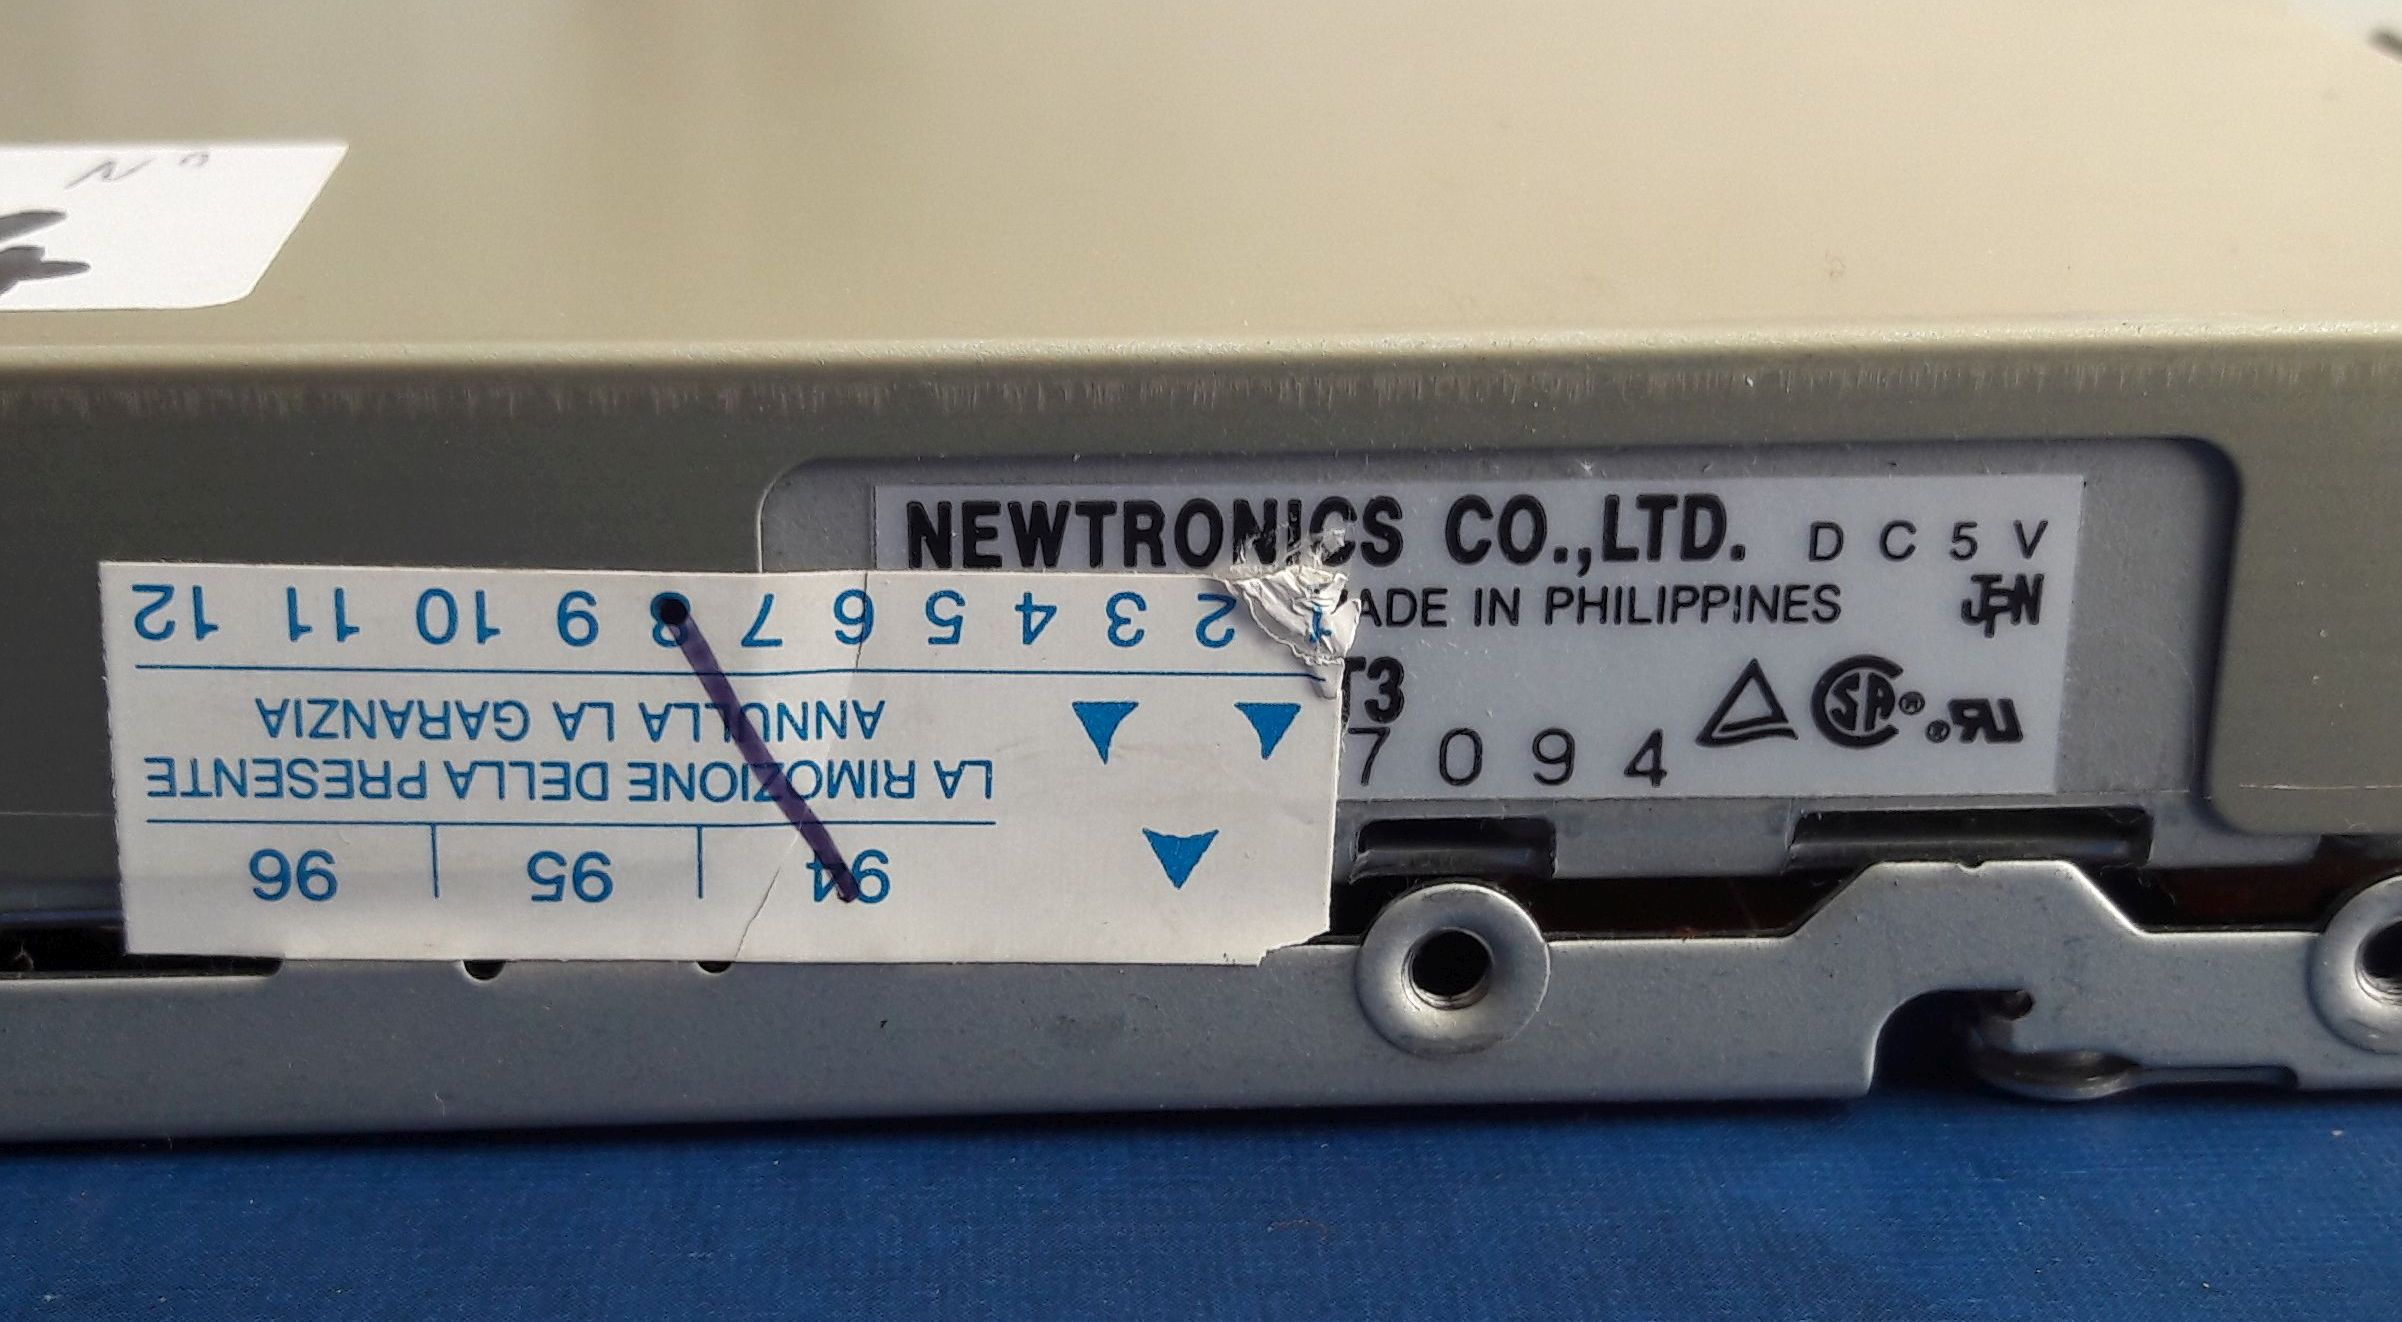 N°
NEWTRONICS CO.,LTD. DC5V
MADE IN PHILIPPINES
T3
7094
94 95 96
LA RIMOZIONE DELLA PRESENTE
ANNULLA LA GARANZIA
1 2 3 4 5 6 7 8 9 10 11 12